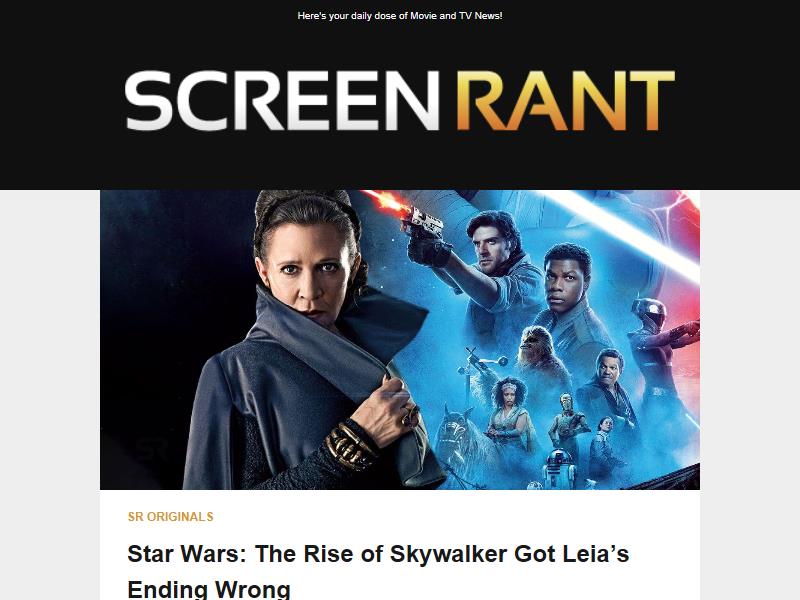 Here's your daily dose of Movie and TV News!
SCREEN RANT
SR
SR ORIGINALS
Star Wars: The Rise of Skywalker Got Leia’s
Ending Wrong